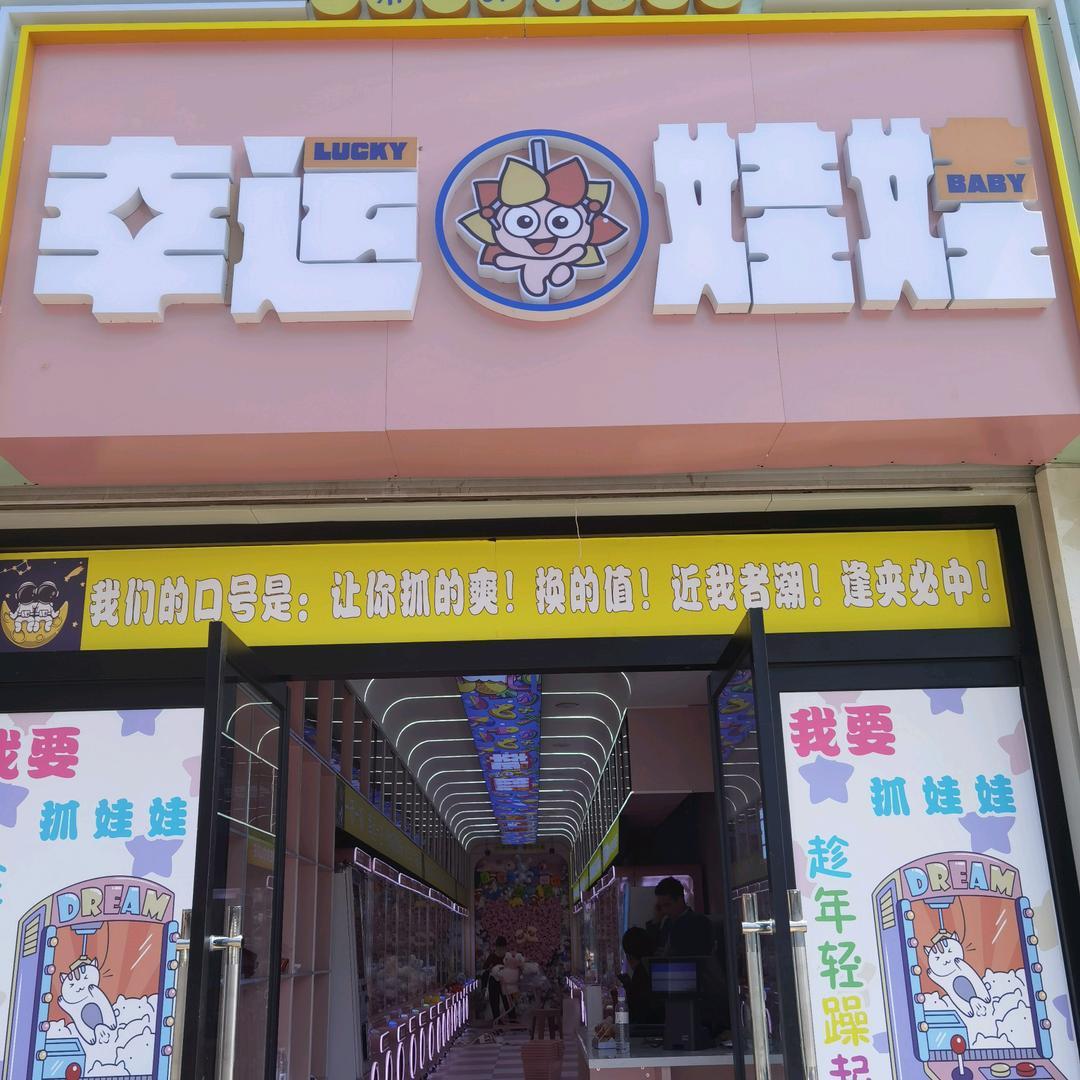 幸运娃娃
LUCKY
BABY
我们的口号是：让你抓的爽！换的值！近我者潮！逢夹必中！
我要
抓娃娃
DREAM
我要
抓娃娃
趁年轻躁起
DREAM